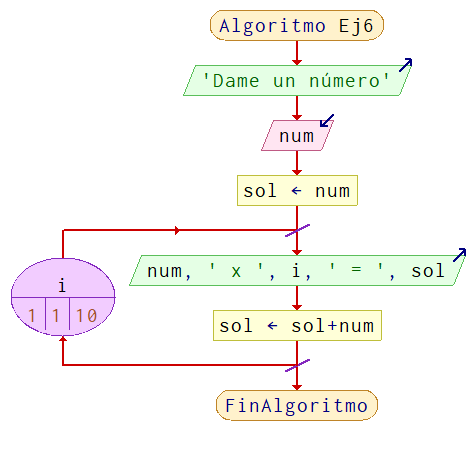 Algoritmo Ej6
'Dame un número'
num
sol ← num
num, ' x ', i, ' = ', sol
i
1 1 10
sol ← sol+num
FinAlgoritmo